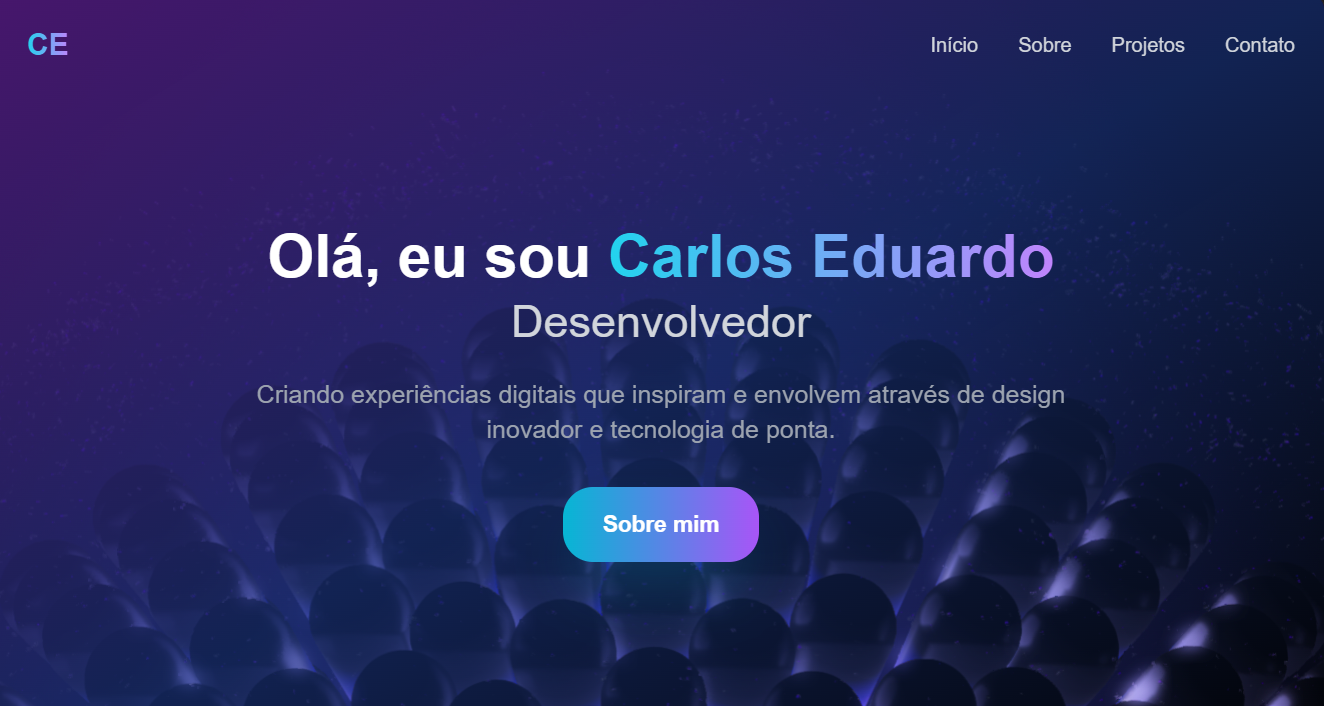 CE
Início Sobre Projetos Contato
Olá, eu sou Carlos Eduardo
Desenvolvedor
Criando experiências digitais que inspiram e envolvem através de design
inovador e tecnologia de ponta.
Sobre mim